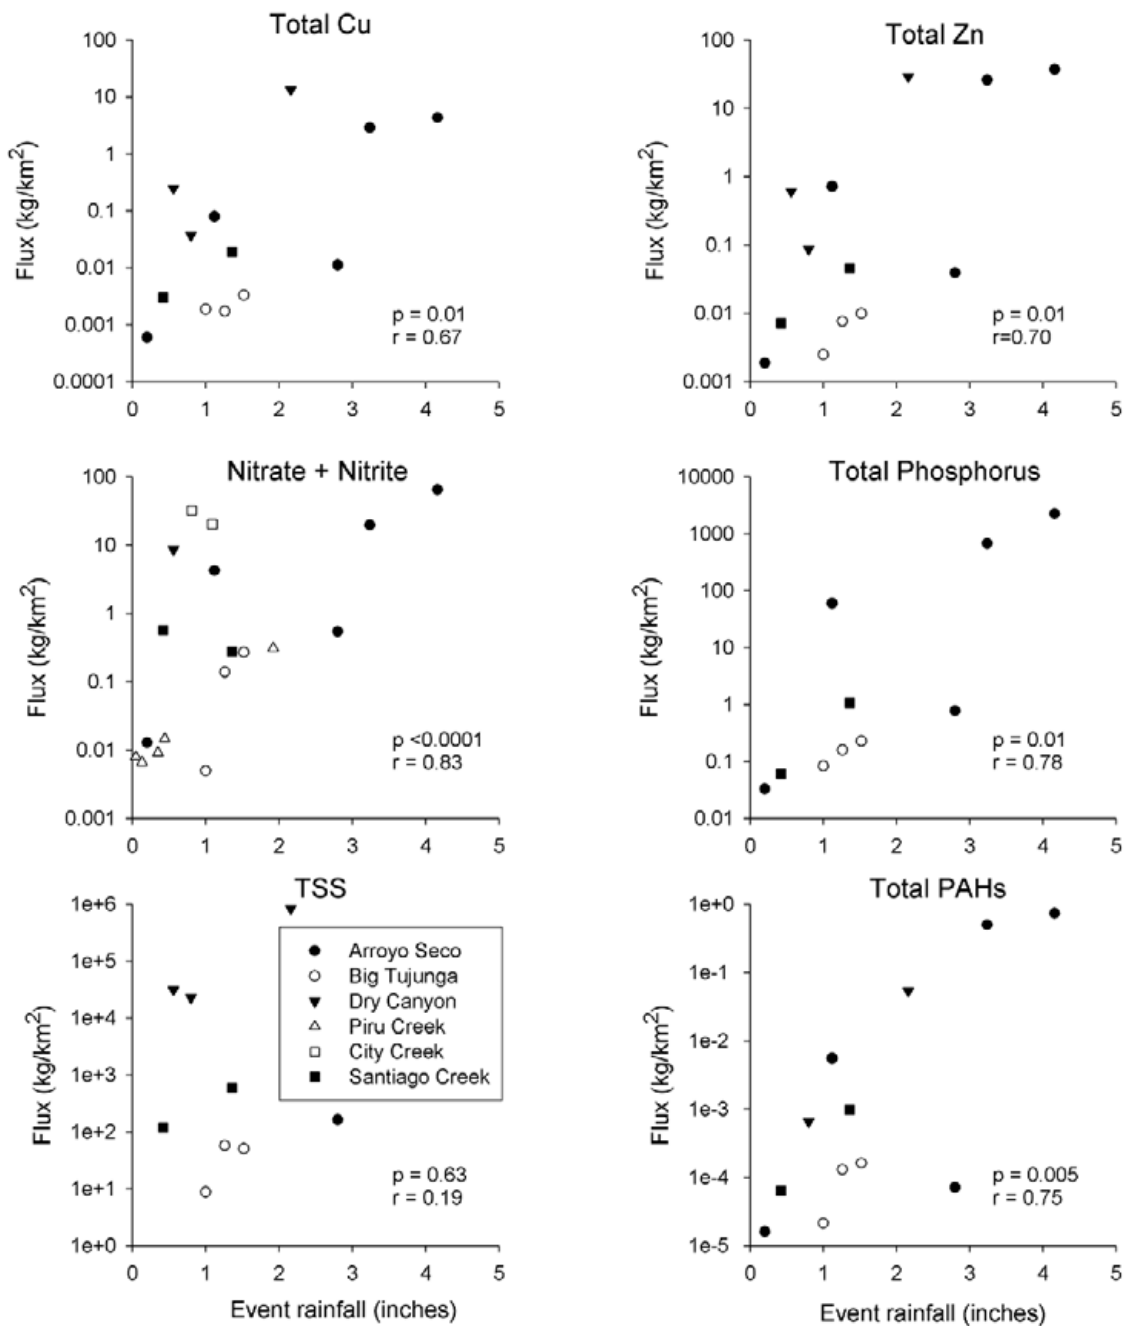 Total Cu
100
10
1
0.1
0.01
0.001
0.0001
Flux (kg/km²)
p = 0.01
r = 0.67
0 1 2 3 4 5
Total Zn
100
10
1
0.1
0.01
0.001
Flux (kg/km²)
p = 0.01
r=0.70
0 1 2 3 4 5
Nitrate + Nitrite
100
10
1
0.1
0.01
0.001
Flux (kg/km²)
p <0.0001
r = 0.83
0 1 2 3 4 5
Total Phosphorus
10000
1000
100
10
1
0.1
0.01
Flux (kg/km²)
p = 0.01
r = 0.78
0 1 2 3 4 5
TSS
1e+6
1e+5
1e+4
1e+3
1e+2
1e+1
1e+0
Flux (kg/km²)
Arroyo Seco
Big Tujunga
Dry Canyon
Piru Creek
City Creek
Santiago Creek
p = 0.63
r = 0.19
0 1 2 3 4 5
Event rainfall (inches)
Total PAHs
1e+0
1e-1
1e-2
1e-3
1e-4
1e-5
Flux (kg/km²)
p = 0.005
r = 0.75
0 1 2 3 4 5
Event rainfall (inches)